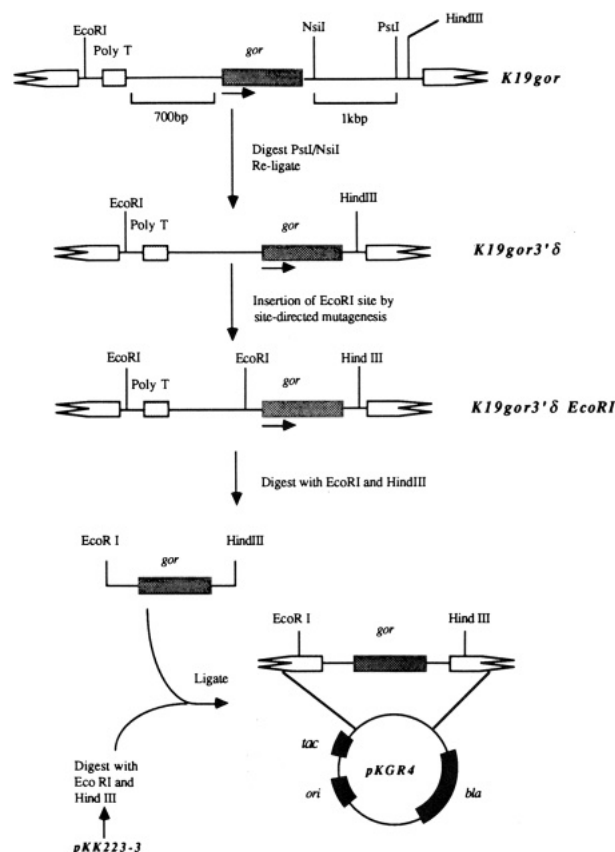 HindIII
EcoRI
NsiI
PstI
Poly T
gor
K19gor
700bp
1kbp
Digest PstI/NsiI
Re-ligate
EcoRI
HindIII
Poly T
gor
K19gor3'δ
Insertion of EcoRI site by
site-directed mutagenesis
EcoRI
EcoRI
Hind III
Poly T
gor
K19gor3'δ EcoRI
Digest with EcoRI and HindIII
EcoR I
HindIII
gor
EcoR I
gor
Hind III
Ligate
tac
pKGR4
ori
bla
Digest with
Eco RI and
Hind III
pKK223-3